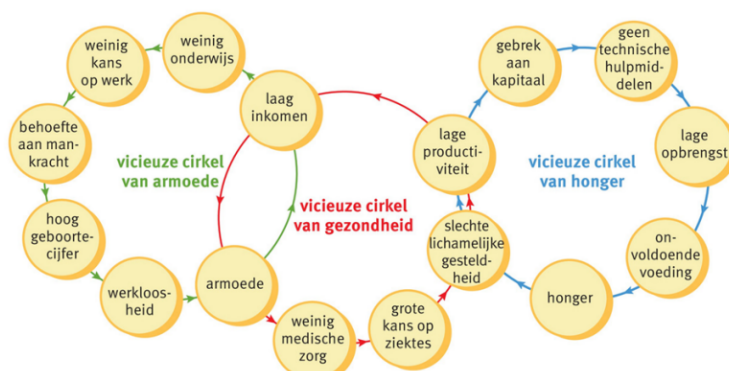 weinig
onderwijs
weinig
kans
op werk
behoefte
aan man-
kracht
hoog
geboorte-
cijfer
werkloos-
heid
armoede
laag
inkomen
vicieuze cirkel
van armoede
vicieuze cirkel
van gezondheid
weinig
medische
zorg
grote
kans op
ziektes
slechte
lichamelijke
gesteld-
heid
lage
producti-
viteit
gebrek
aan
kapitaal
geen
technische
hulpmid-
delen
lage
opbrengst
vicieuze cirkel
van honger
on-
voldoende
voeding
honger